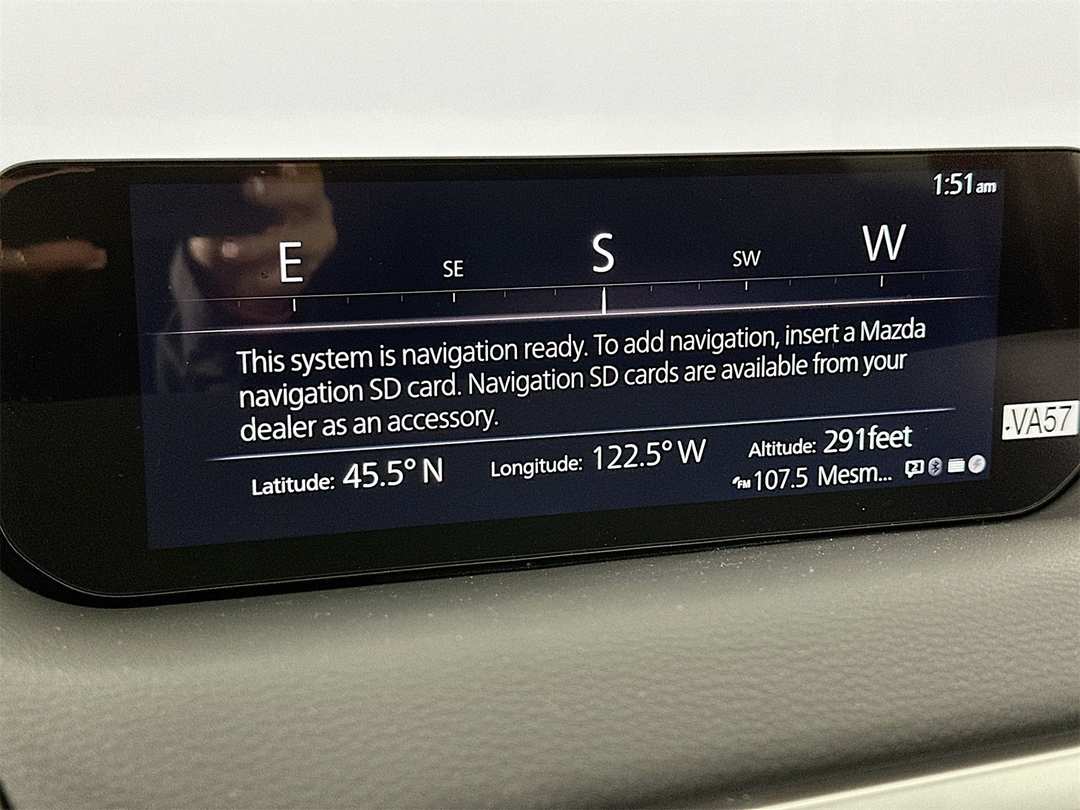 1:51am
E SE S SW W
This system is navigation ready. To add navigation, insert a Mazda
navigation SD card. Navigation SD cards are available from your
dealer as an accessory.
-VA57
Latitude: 45.5° N Longitude: 122.5° W Altitude: 291feet
FM 107.5 Mesm...